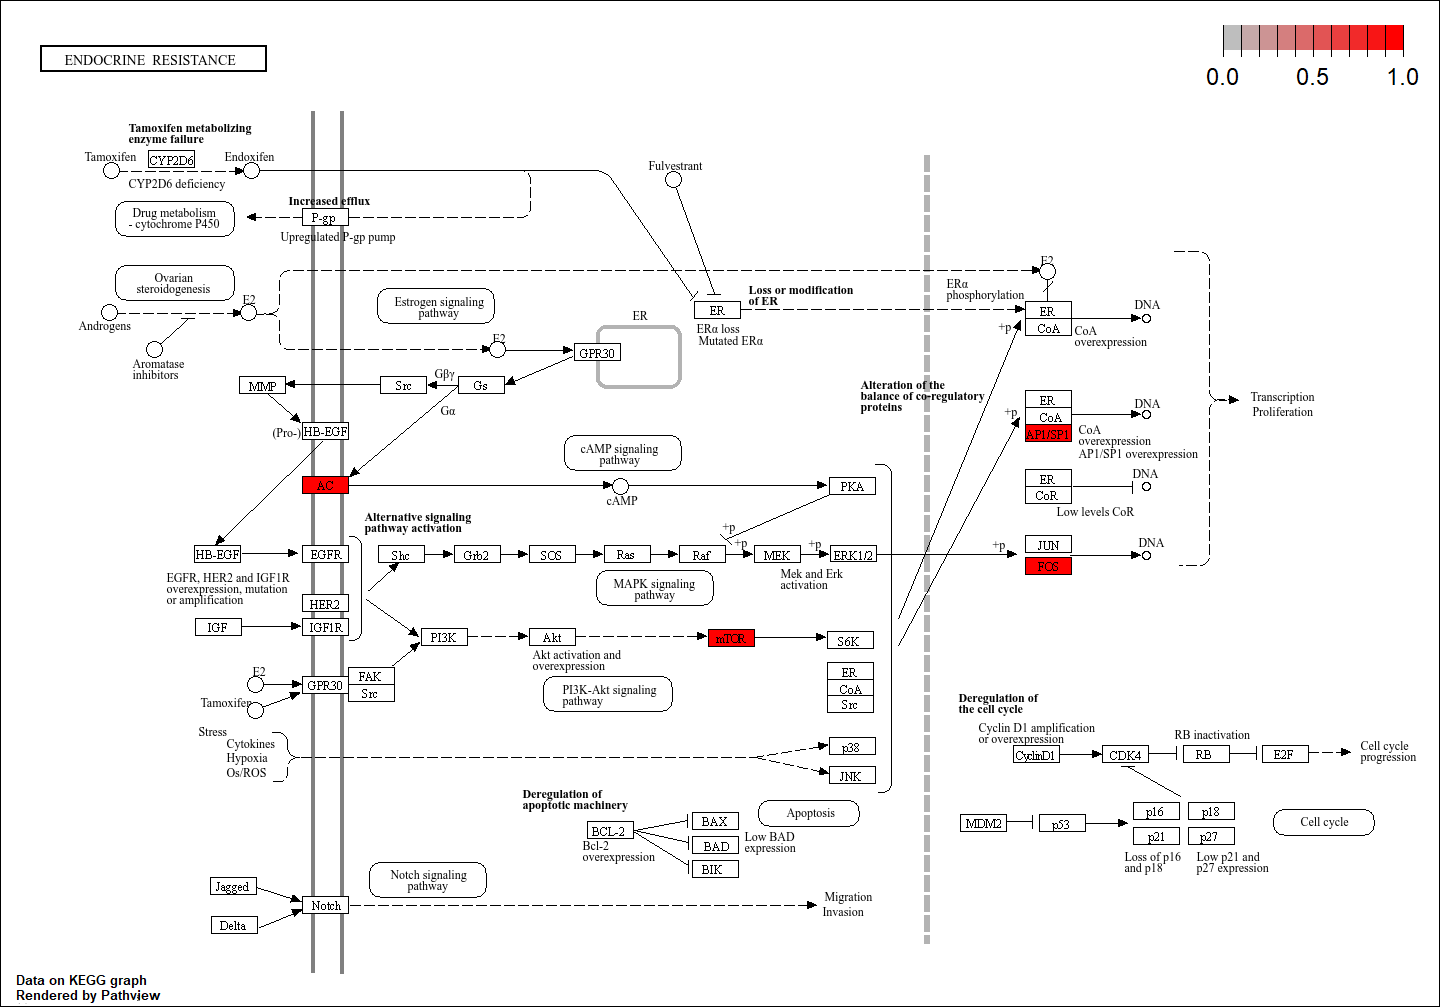 ENDOCRINE RESISTANCE
0.0
0.5
1.0
Tamoxifen metabolizing
enzyme failure
Tamoxifen
CYP2D6
Endoxifen
CYP2D6 deficiency
Increased efflux
Drug metabolism
- cytochrome P450
P-gp
Upregulated P-gp pump
Fulvestrant
Ovarian
steroidogenesis
E2
Androgens
Aromatase
inhibitors
Estrogen signaling
pathway
E2
ER
GPR30
ER
Loss or modification
of ER
ERα loss
Mutated ERα
ERα
phosphorylation
E2
ER
CoA
+p
DNA
CoA
overexpression
MMP
Src
Gβγ
Gs
Gα
(Pro-)
HB-EGF
Alteration of the
balance of co-regulatory
proteins
+p
ER
CoA
AP1/SP1
DNA
CoA
overexpression
AP1/SP1 overexpression
Transcription
Proliferation
cAMP signaling
pathway
AC
cAMP
PKA
ER
CoR
DNA
Low levels CoR
Alternative signaling
pathway activation
+p
HB-EGF
EGFR
Shc
Grb2
SOS
Ras
Raf
+p
MEK
+p
ERK1/2
+p
JUN
FOS
DNA
EGFR, HER2 and IGF1R
overexpression, mutation
or amplification
MAPK signaling
pathway
Mek and Erk
activation
HER2
IGF
IGF1R
PI3K
Akt
mTOR
S6K
Akt activation and
overexpression
E2
GPR30
FAK
Src
Tamoxifen
PI3K-Akt signaling
pathway
ER
CoA
Src
Stress
Cytokines
Hypoxia
Os/ROS
p38
JNK
Deregulation of
the cell cycle
Cyclin D1 amplification
or overexpression
CyclinD1
CDK4
RB inactivation
RB
E2F
Cell cycle
progression
Deregulation of
apoptotic machinery
Apoptosis
BCL-2
Bcl-2
overexpression
BAX
BAD
BIK
Low BAD
expression
MDM2
p53
p16
p18
p21
p27
Cell cycle
Loss of p16
and p18
Low p21 and
p27 expression
Notch signaling
pathway
Jagged
Delta
Notch
Migration
Invasion
Data on KEGG graph
Rendered by Pathview